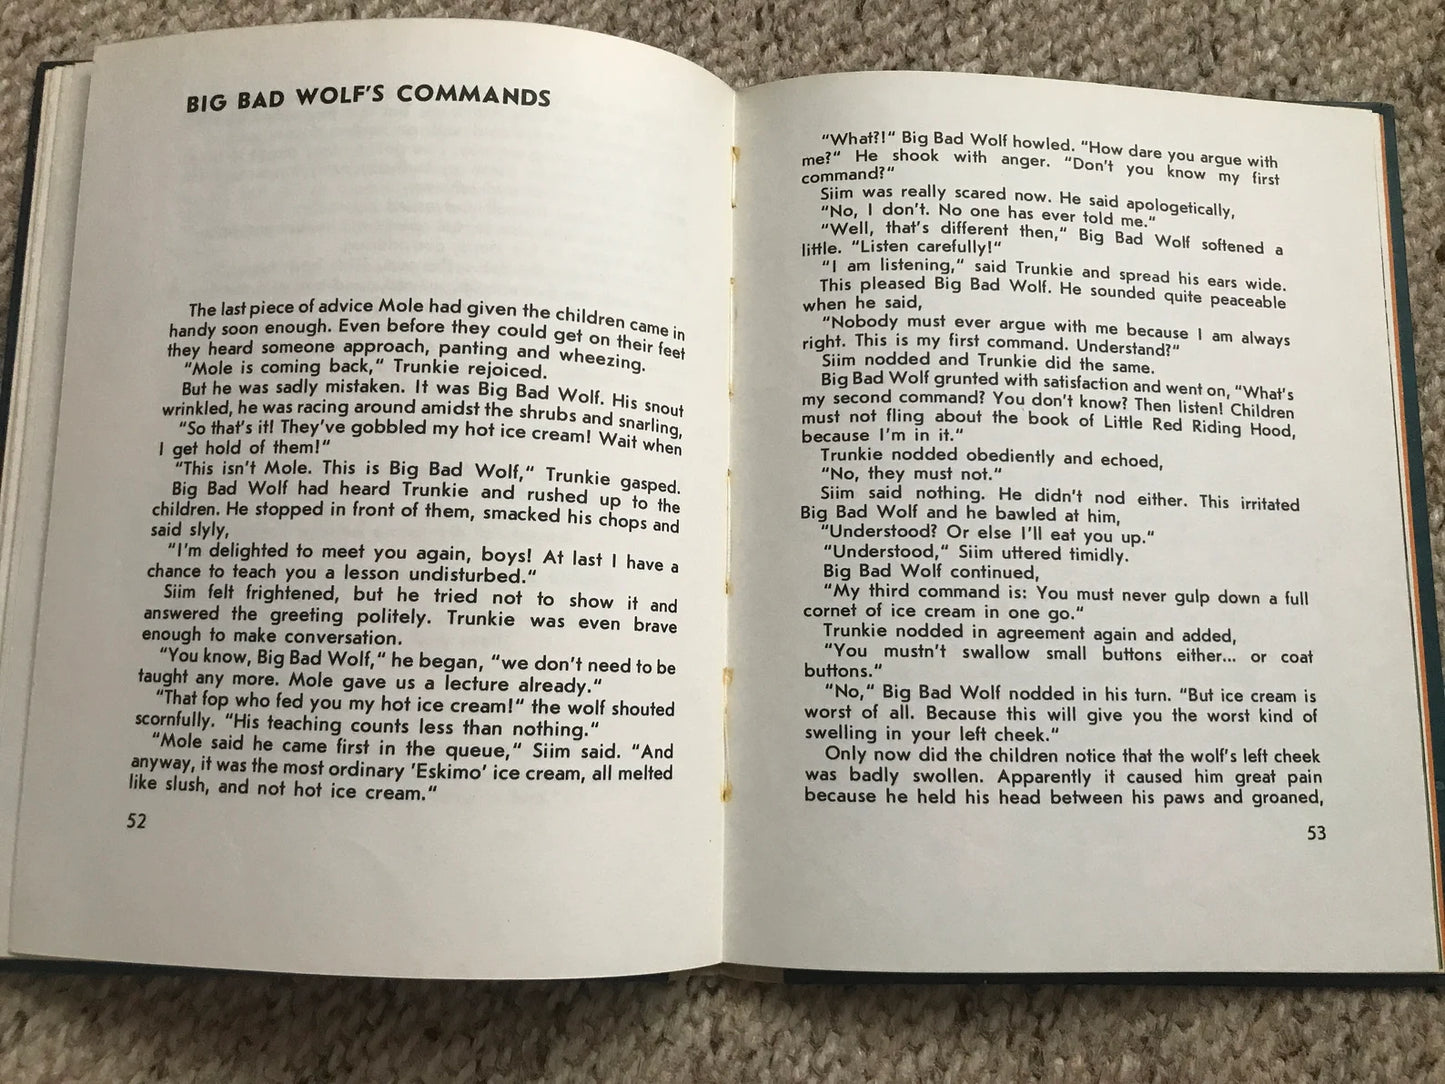 BIG BAD WOLF'S COMMANDS
The last piece of advice Mole had given the children came in
handy soon enough. Even before they could get on their feet
they heard someone approach, panting and wheezing.
"Mole is coming back," Trunkie rejoiced.
But he was sadly mistaken. It was Big Bad Wolf. His snout
wrinkled, he was racing around amidst the shrubs and snarling,
"So that's it! They've gobbled my hot ice cream! Wait when
I get hold of them!"
"This isn't Mole. This is Big Bad Wolf," Trunkie gasped.
Big Bad Wolf had heard Trunkie and rushed up to the
children. He stopped in front of them, smacked his chops and
said slyly,
"I'm delighted to meet you again, boys! At last I have a
chance to teach you a lesson undisturbed."
Siim felt frightened, but he tried not to show it and
answered the greeting politely. Trunkie was even brave
enough to make conversation.
"You know, Big Bad Wolf," he began, "we don't need to be
taught any more. Mole gave us a lecture already."
"That fop who fed you my hot ice cream!" the wolf shouted
scornfully. "His teaching counts less than nothing."
"Mole said he came first in the queue," Siim said. "And
anyway, it was the most ordinary 'Eskimo' ice cream, all melted
like slush, and not hot ice cream."
52
"What?!" Big Bad Wolf howled. "How dare you argue with
me?" He shook with anger. "Don't you know my first
command?"
Siim was really scared now. He said apologetically,
"No, I don't. No one has ever told me."
"Well, that's different then," Big Bad Wolf softened a
little. "Listen carefully!"
"I am listening," said Trunkie and spread his ears wide.
This pleased Big Bad Wolf. He sounded quite peaceable
when he said,
"Nobody must ever argue with me because I am always
right. This is my first command. Understand?"
Siim nodded and Trunkie did the same.
Big Bad Wolf grunted with satisfaction and went on, "What's
my second command? You don't know? Then listen! Children
must not fling about the book of Little Red Riding Hood,
because I'm in it."
Trunkie nodded obediently and echoed,
"No, they must not."
Siim said nothing. He didn't nod either. This irritated
Big Bad Wolf and he bawled at him,
"Understood? Or else I'll eat you up."
"Understood," Siim uttered timidly.
Big Bad Wolf continued,
"My third command is: You must never gulp down a full
cornet of ice cream in one go."
Trunkie nodded in agreement again and added,
"You mustn't swallow small buttons either... or coat
buttons."
"No," Big Bad Wolf nodded in his turn. "But ice cream is
worst of all. Because this will give you the worst kind of
swelling in your left cheek."
Only now did the children notice that the wolf's left cheek
was badly swollen. Apparently it caused him great pain
because he held his head between his paws and groaned,
53